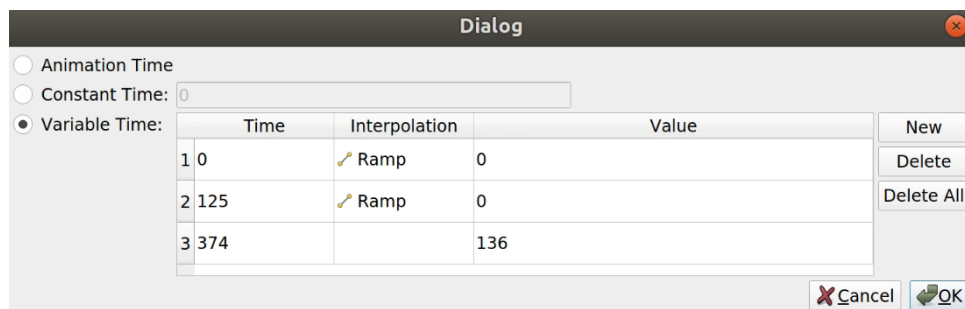 Dialog
Animation Time
Constant Time: 0
Variable Time:
Time Interpolation Value
New
1 0 Ramp 0
Delete
2 125 Ramp 0
Delete All
3 374 136
Cancel OK